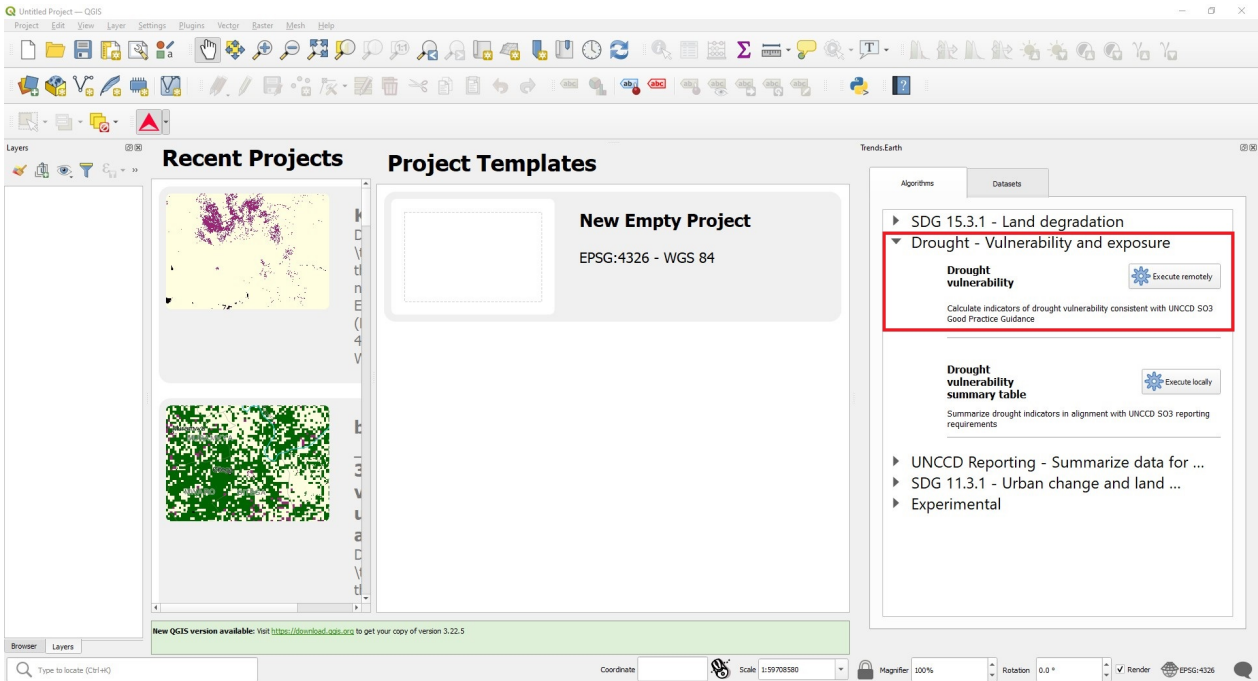 Untitled Project — QGIS
Project Edit View Layer Settings Plugins Vector Raster Mesh Help
Layers
Recent Projects
Project Templates
New Empty Project
EPSG:4326 - WGS 84
Trends.Earth
Algorithms
Datasets
SDG 15.3.1 - Land degradation
Drought - Vulnerability and exposure
Drought
vulnerability
Execute remotely
Calculate indicators of drought vulnerability consistent with UNCCD SO3
Good Practice Guidance
Drought
vulnerability
summary table
Execute locally
Summarize drought indicators in alignment with UNCCD SO3 reporting
requirements
UNCCD Reporting - Summarize data for ...
SDG 11.3.1 - Urban change and land ...
Experimental
New QGIS version available: Visit https://download.qgis.org to get your copy of version 3.22.5
Browser Layers
Type to locate (Ctrl+K)
Coordinate
Scale 1:59708580
Magnifier 100%
Rotation 0.0 °
Render
EPSG:4326